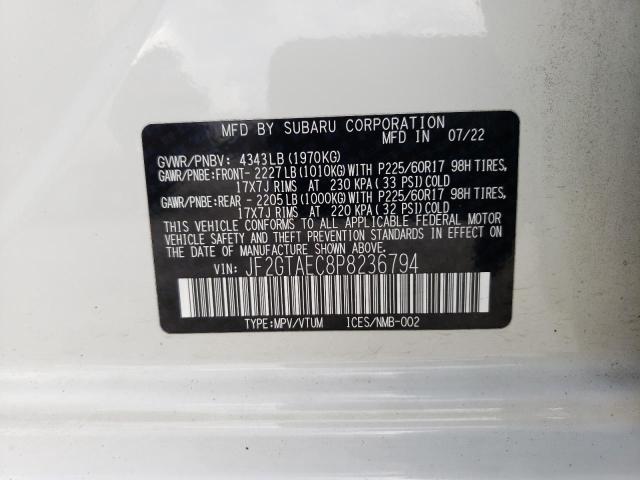 MFD BY SUBARU CORPORATION
MFD IN 07/22
GVWR/PNBV: 4343LB(1970KG)
GAWR/PNBE:FRONT- 2227LB(1010KG)WITH P225/60R17 98H TIRES,
17X7J RIMS AT 230 KPA(33 PSI)COLD
GAWR/PNBE:REAR - 2205LB(1000KG)WITH P225/60R17 98H TIRES,
17X7J RIMS AT 220 KPA(32 PSI)COLD
THIS VEHICLE CONFORMS TO ALL APPLICABLE FEDERAL MOTOR
VEHICLE SAFETY AND THEFT PREVENTION STANDARDS IN EFFECT ON
THE DATE OF MANUFACTURE SHOWN ABOVE.
VIN: JF2GTAEC8P8236794
TYPE:MPV/VTUM ICES/NMB-002